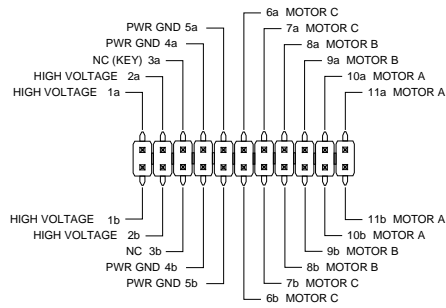 6a MOTOR C
PWR GND 5a
7a MOTOR C
PWR GND 4a
8a MOTOR B
NC (KEY) 3a
9a MOTOR B
HIGH VOLTAGE 2a
10a MOTOR A
HIGH VOLTAGE 1a
11a MOTOR A
HIGH VOLTAGE 1b
11b MOTOR A
HIGH VOLTAGE 2b
10b MOTOR A
NC 3b
9b MOTOR B
PWR GND 4b
8b MOTOR B
PWR GND 5b
7b MOTOR C
6b MOTOR C